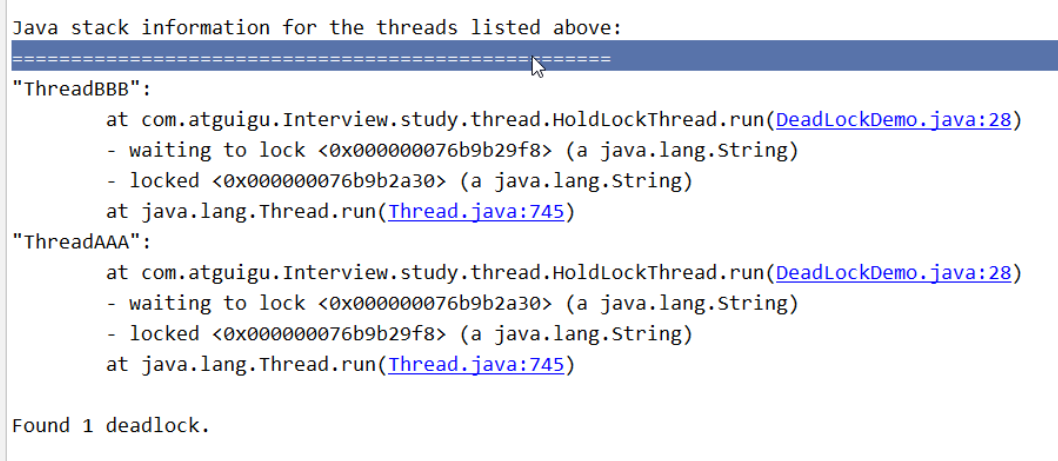 Java stack information for the threads listed above:
===================================================
"ThreadBBB":
at com.atguigu.Interview.study.thread.HoldLockThread.run(DeadLockDemo.java:28)
- waiting to lock <0x000000076b9b29f8> (a java.lang.String)
- locked <0x000000076b9b2a30> (a java.lang.String)
at java.lang.Thread.run(Thread.java:745)
"ThreadAAA":
at com.atguigu.Interview.study.thread.HoldLockThread.run(DeadLockDemo.java:28)
- waiting to lock <0x000000076b9b2a30> (a java.lang.String)
- locked <0x000000076b9b29f8> (a java.lang.String)
at java.lang.Thread.run(Thread.java:745)
Found 1 deadlock.